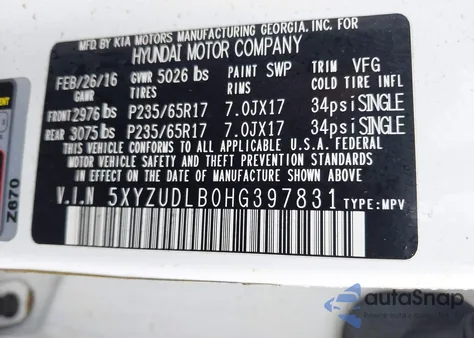 MFD. BY KIA MOTORS MANUFACTURING GEORGIA, INC. FOR
HYUNDAI MOTOR COMPANY
FEB/26/16 GVWR 5026 lbs PAINT SWP TRIM VFG
GAWR TIRES RIMS COLD TIRE INFL
FRONT 2976 lbs P235/65R17 7.0JX17 34psi SINGLE
REAR 3075 lbs P235/65R17 7.0JX17 34psi SINGLE
THIS VEHICLE CONFORMS TO ALL APPLICABLE U.S.A. FEDERAL
MOTOR VEHICLE SAFETY AND THEFT PREVENTION STANDARDS
IN EFFECT ON THE DATE OF MANUFACTURE SHOWN ABOVE.
V.I.N 5XYZUDLB0HG397831 TYPE:MPV
Z670
autoSnap